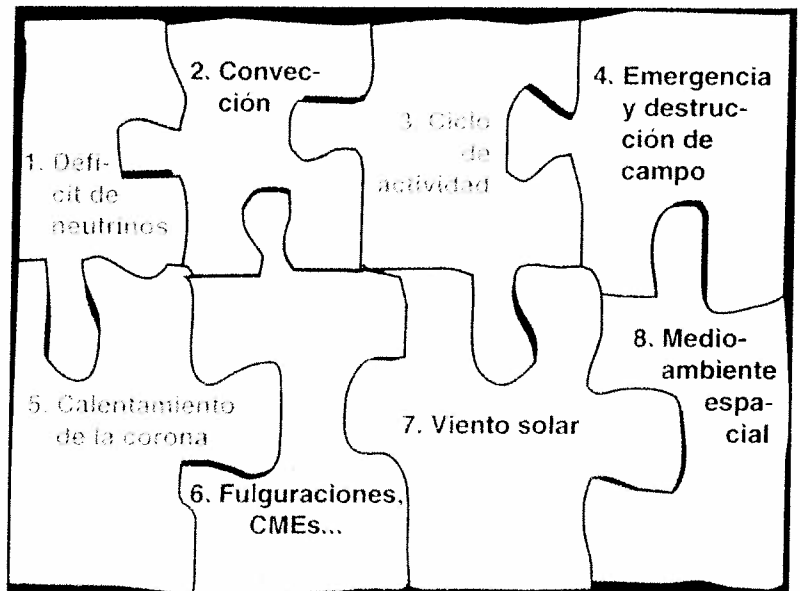 1. Defi-
cit de
neutrinos
2. Convec-
ción
3. Ciclo
de
actividad
4. Emergencia
y destruc-
ción de
campo
5. Calentamiento
de la corona
6. Fulguraciones,
CMEs...
7. Viento solar
8. Medio-
ambiente
espa-
cial